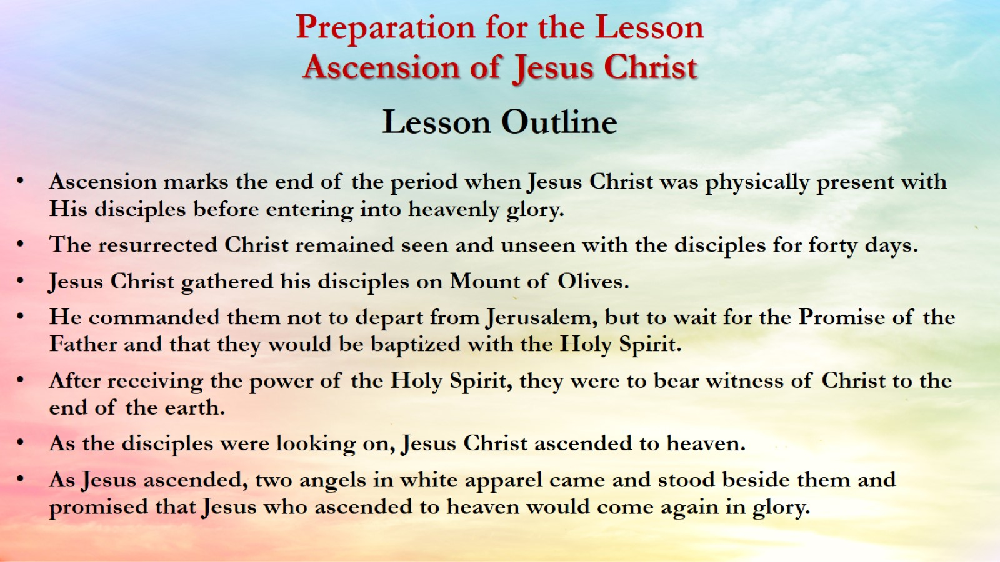 Preparation for the Lesson
Ascension of Jesus Christ
Lesson Outline
• Ascension marks the end of the period when Jesus Christ was physically present with
His disciples before entering into heavenly glory.
• The resurrected Christ remained seen and unseen with the disciples for forty days.
• Jesus Christ gathered his disciples on Mount of Olives.
• He commanded them not to depart from Jerusalem, but to wait for the Promise of the
Father and that they would be baptized with the Holy Spirit.
• After receiving the power of the Holy Spirit, they were to bear witness of Christ to the
end of the earth.
• As the disciples were looking on, Jesus Christ ascended to heaven.
• As Jesus ascended, two angels in white apparel came and stood beside them and
promised that Jesus who ascended to heaven would come again in glory.